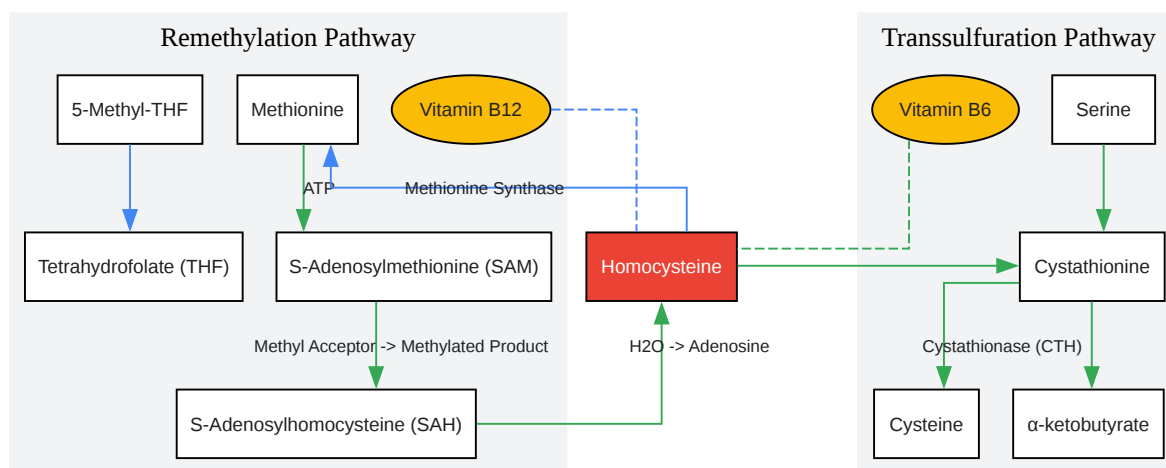 Remethylation Pathway
Transsulfuration Pathway
5-Methyl-THF
Methionine
Vitamin B12
Vitamin B6
Serine
ATP
Methionine Synthase
Tetrahydrofolate (THF)
S-Adenosylmethionine (SAM)
Homocysteine
Cystathionine
Methyl Acceptor -> Methylated Product
H2O -> Adenosine
Cystathionase (CTH)
S-Adenosylhomocysteine (SAH)
Cysteine
α-ketobutyrate